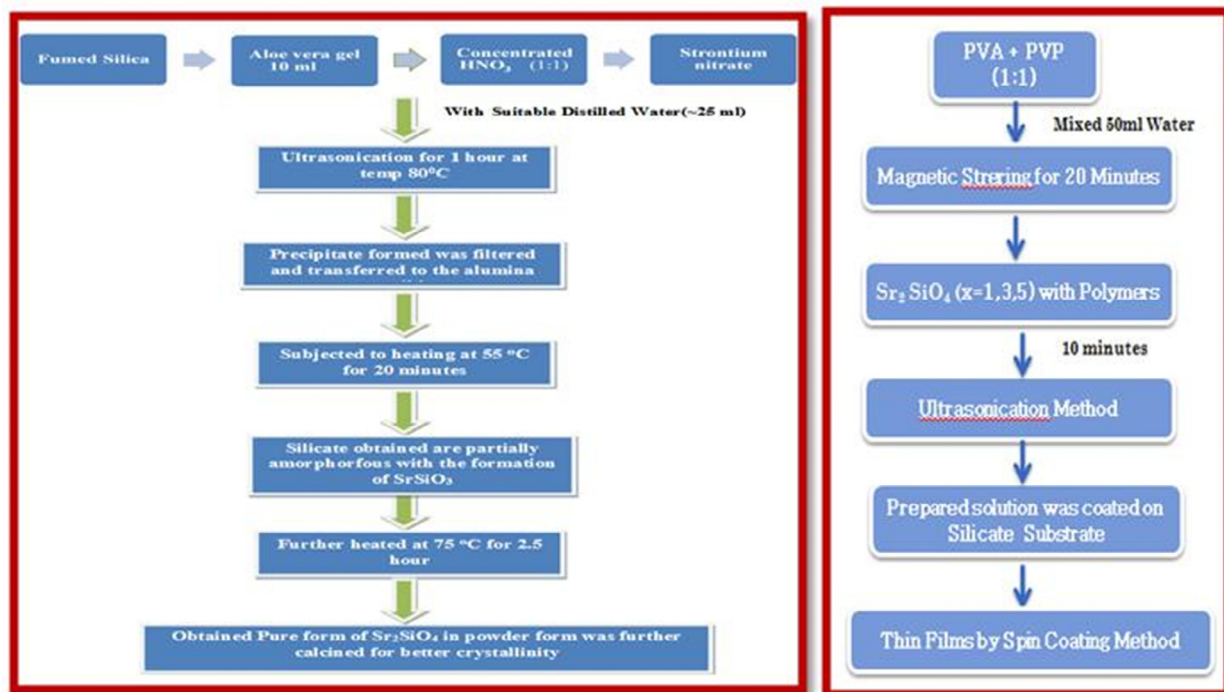 Fumed Silica
Aloe vera gel
10 ml
Concentrated
HNO₃ (1:1)
Strontium
nitrate
With Suitable Distilled Water(~25 ml)
Ultrasonication for 1 hour at
temp 80°C
Precipitate formed was filtered
and transferred to the alumina
Subjected to heating at 55 °C
for 20 minutes
Silicate obtained are partially
amorphorfous with the formation
of SrSiO₃
Further heated at 75 °C for 2.5
hour
Obtained Pure form of Sr₂SiO₄ in powder form was further
calcined for better crystallinity
PVA + PVP
(1:1)
Mixed 50ml Water
Magnetic Strering for 20 Minutes
Sr₂ SiO₄ (x=1,3,5) with Polymers
10 minutes
Ultrasonication Method
Prepared solution was coated on
Silicate Substrate
Thin Films by Spin Coating Method